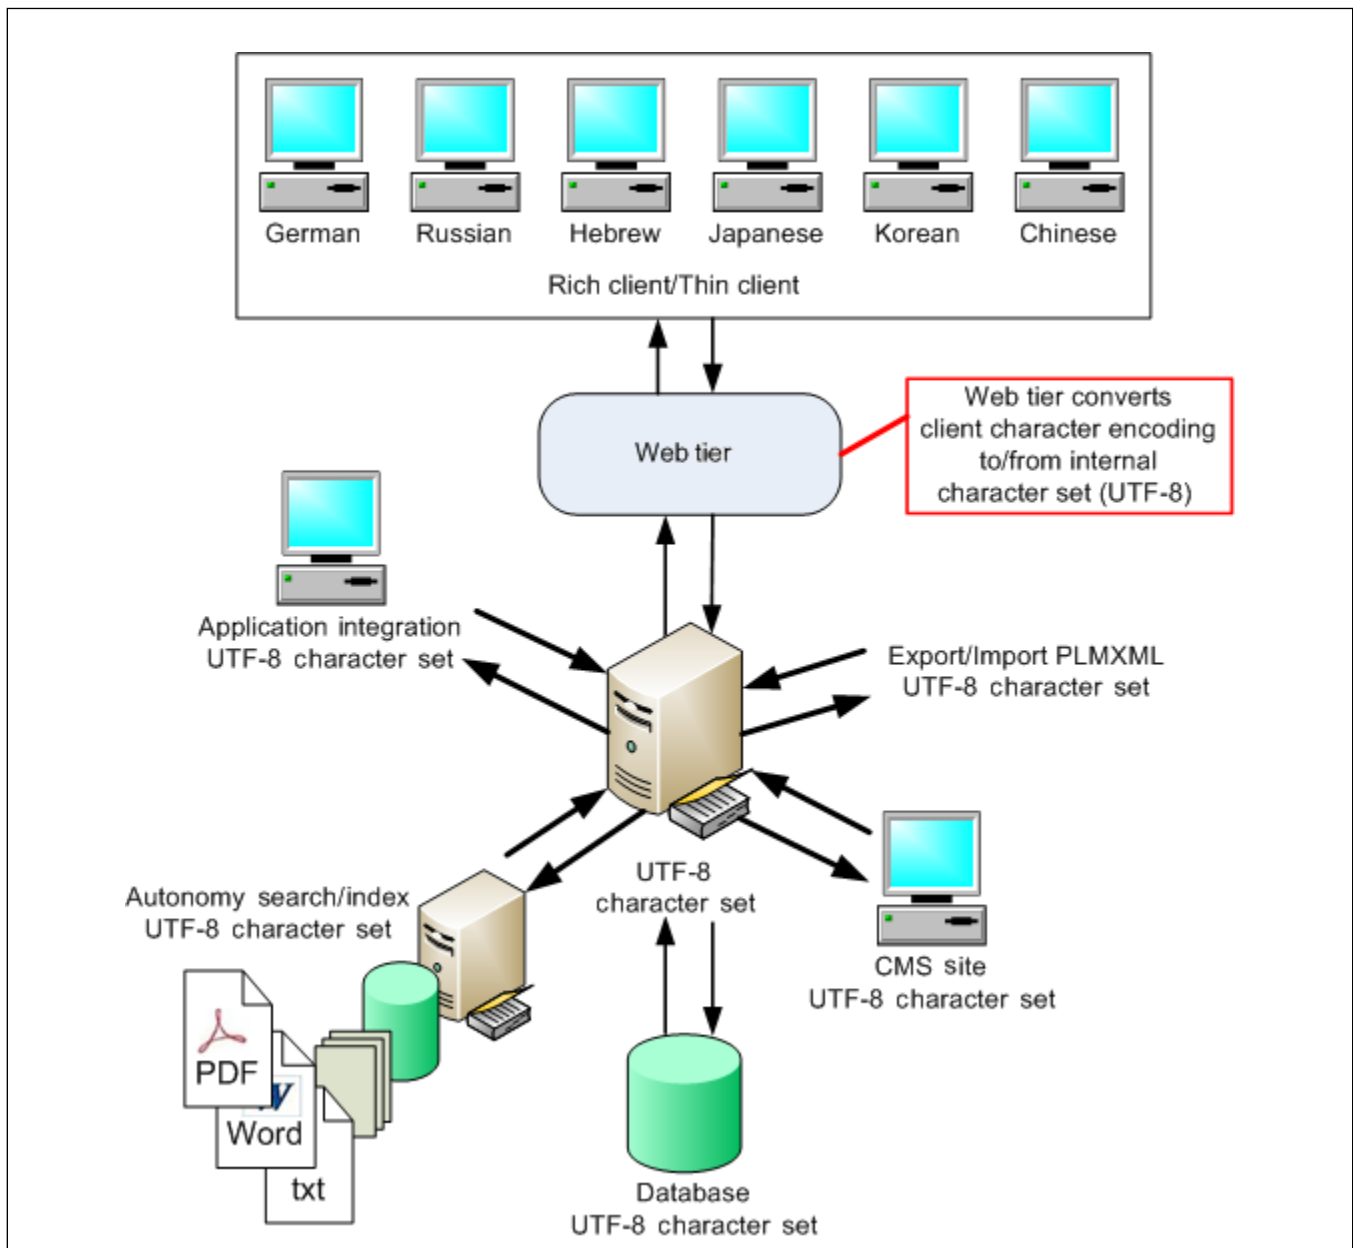 German
Russian
Hebrew
Japanese
Korean
Chinese
Rich client/Thin client
Web tier
Web tier converts
client character encoding
to/from internal
character set (UTF-8)
Application integration
UTF-8 character set
Export/Import PLMXML
UTF-8 character set
UTF-8
character set
Autonomy search/index
UTF-8 character set
CMS site
UTF-8 character set
PDF
W
Word
txt
Database
UTF-8 character set